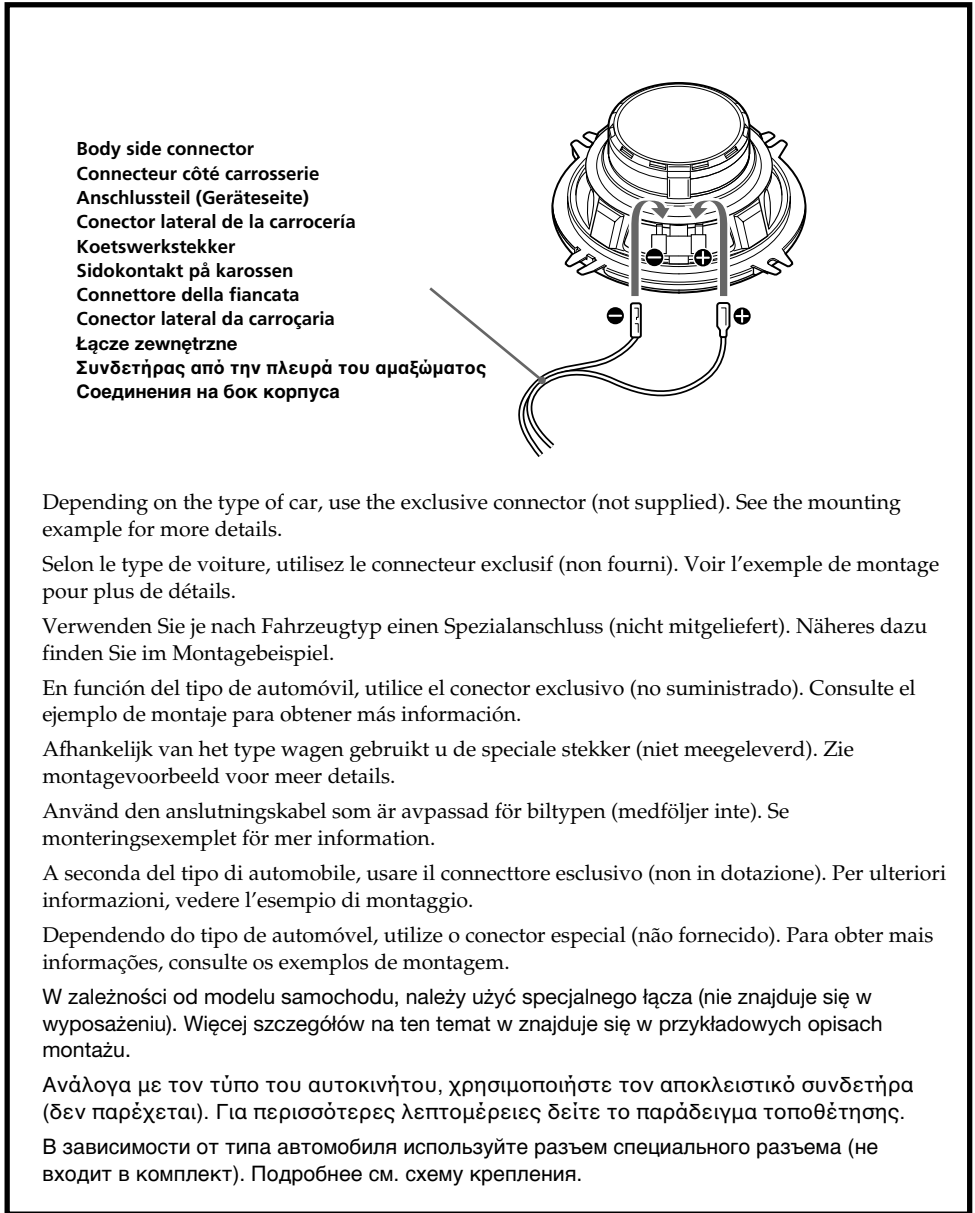 Body side connector
Connecteur côté carrosserie
Anschlussteil (Geräteseite)
Conector lateral de la carrocería
Koetswerkstekker
Sidokontakt på karossen
Connettore della fiancata
Conector lateral da carroçaria
Łącze zewnętrzne
Συνδετήρας από την πλευρά του αμαξώματος
Соединения на бок корпуса
Depending on the type of car, use the exclusive connector (not supplied). See the mounting
example for more details.
Selon le type de voiture, utilisez le connecteur exclusif (non fourni). Voir l'exemple de montage
pour plus de détails.
Verwenden Sie je nach Fahrzeugtyp einen Spezialanschluss (nicht mitgeliefert). Näheres dazu
finden Sie im Montagebeispiel.
En función del tipo de automóvil, utilice el conector exclusivo (no suministrado). Consulte el
ejemplo de montaje para obtener más información.
Afhankelijk van het type wagen gebruikt u de speciale stekker (niet meegeleverd). Zie
montagevoorbeeld voor meer details.
Använd den anslutningskabel som är avpassad för biltypen (medföljer inte). Se
monteringsexemplet för mer information.
A seconda del tipo di automobile, usare il connecttore esclusivo (non in dotazione). Per ulteriori
informazioni, vedere l'esempio di montaggio.
Dependendo do tipo de automóvel, utilize o conector especial (não fornecido). Para obter mais
informações, consulte os exemplos de montagem.
W zależności od modelu samochodu, należy użyć specjalnego łącza (nie znajduje się w
wyposażeniu). Więcej szczegółów na ten temat w znajduje się w przykładowych opisach
montażu.
Ανάλογα με τον τύπο του αυτοκινήτου, χρησιμοποιήστε τον αποκλειστικό συνδετήρα
(δεν παρέχεται). Για περισσότερες λεπτομέρειες δείτε το παράδειγμα τοποθέτησης.
В зависимости от типа автомобиля используйте разъем специального разъема (не
входит в комплект). Подробнее см. схему крепления.